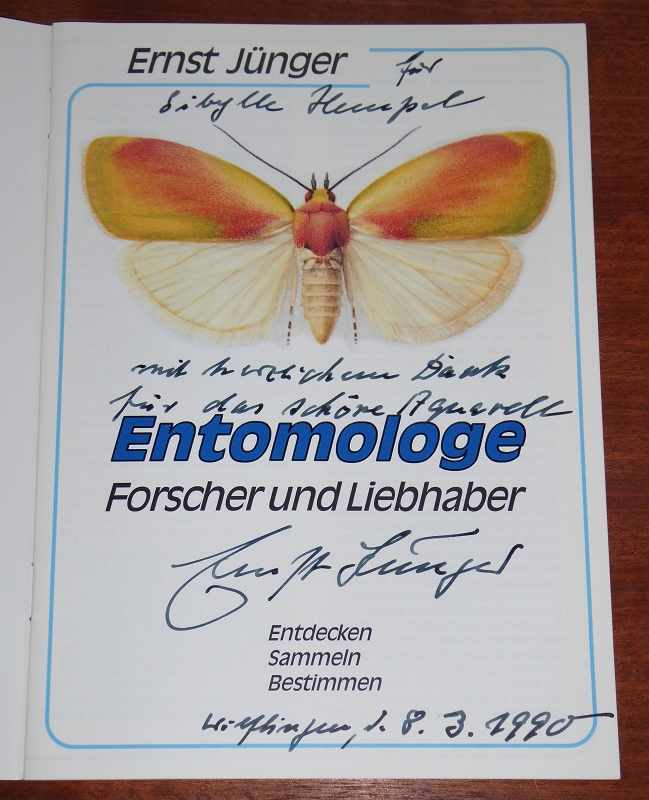 Ernst Jünger
für
Sibylle Hempel
mit herzlichem Dank
für das schöne Aquarell
Entomologe
Forscher und Liebhaber
Ernst Jünger
Entdecken
Sammeln
Bestimmen
Wilflingen, d. 8. 3. 1990